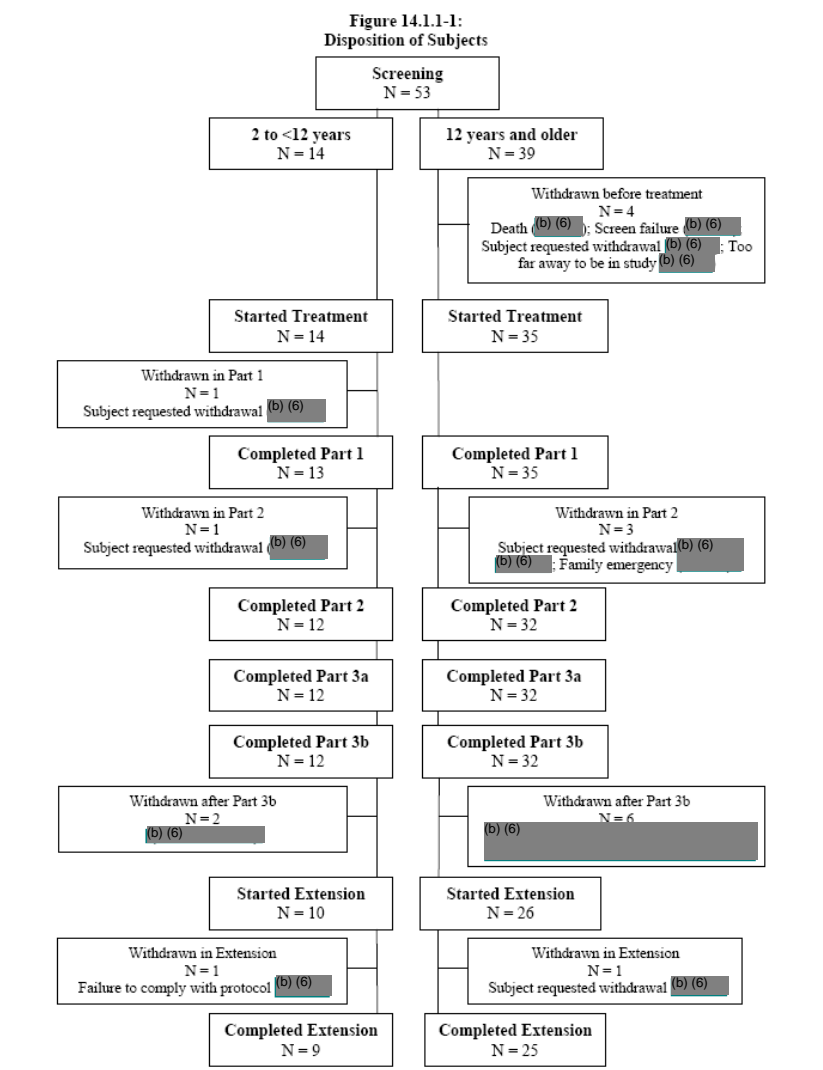 Figure 14.1.1-1:
Disposition of Subjects
Screening
N = 53
2 to <12 years
N = 14
12 years and older
N = 39
Withdrawn before treatment
N = 4
Death ((b) (6)); Screen failure ((b) (6)
Subject requested withdrawal (b) (6) ; Too
far away to be in study (b) (6)
Started Treatment
N = 14
Started Treatment
N = 35
Withdrawn in Part 1
N = 1
Subject requested withdrawal (b) (6)
Completed Part 1
N = 13
Completed Part 1
N = 35
Withdrawn in Part 2
N = 1
Subject requested withdrawal ((b) (6)
Withdrawn in Part 2
N = 3
Subject requested withdrawal (b) (6)
(b) (6) ; Family emergency
Completed Part 2
N = 12
Completed Part 2
N = 32
Completed Part 3a
N = 12
Completed Part 3a
N = 32
Completed Part 3b
N = 12
Completed Part 3b
N = 32
Withdrawn after Part 3b
N = 2
(b) (6)
Withdrawn after Part 3b
N = 6
(b) (6)
Started Extension
N = 10
Started Extension
N = 26
Withdrawn in Extension
N = 1
Failure to comply with protocol (b) (6)
Withdrawn in Extension
N = 1
Subject requested withdrawal (b) (6)
Completed Extension
N = 9
Completed Extension
N = 25